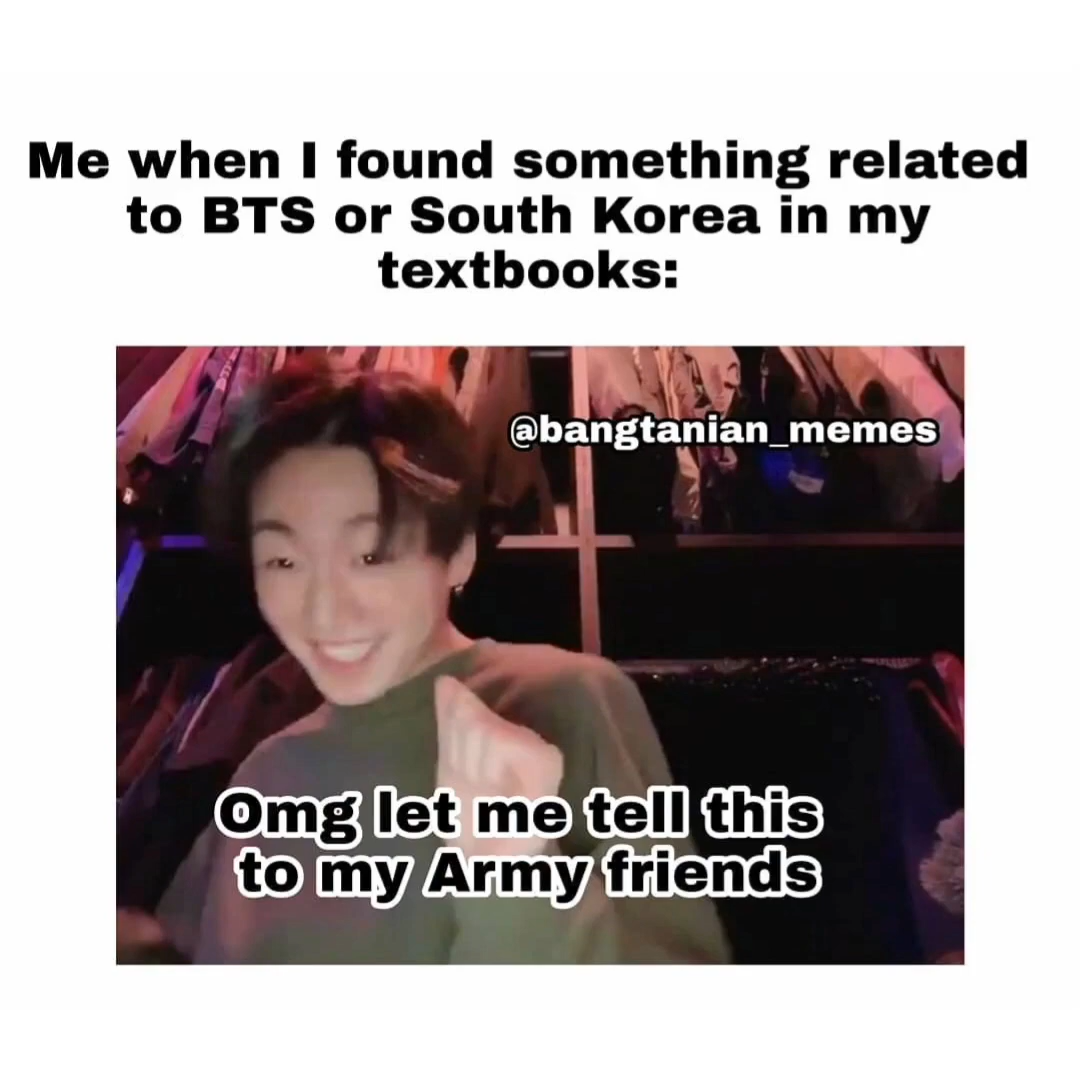 Me when I found something related
to BTS or South Korea in my
textbooks:
@bangtanian_memes
Omg let me tell this
to my Army friends